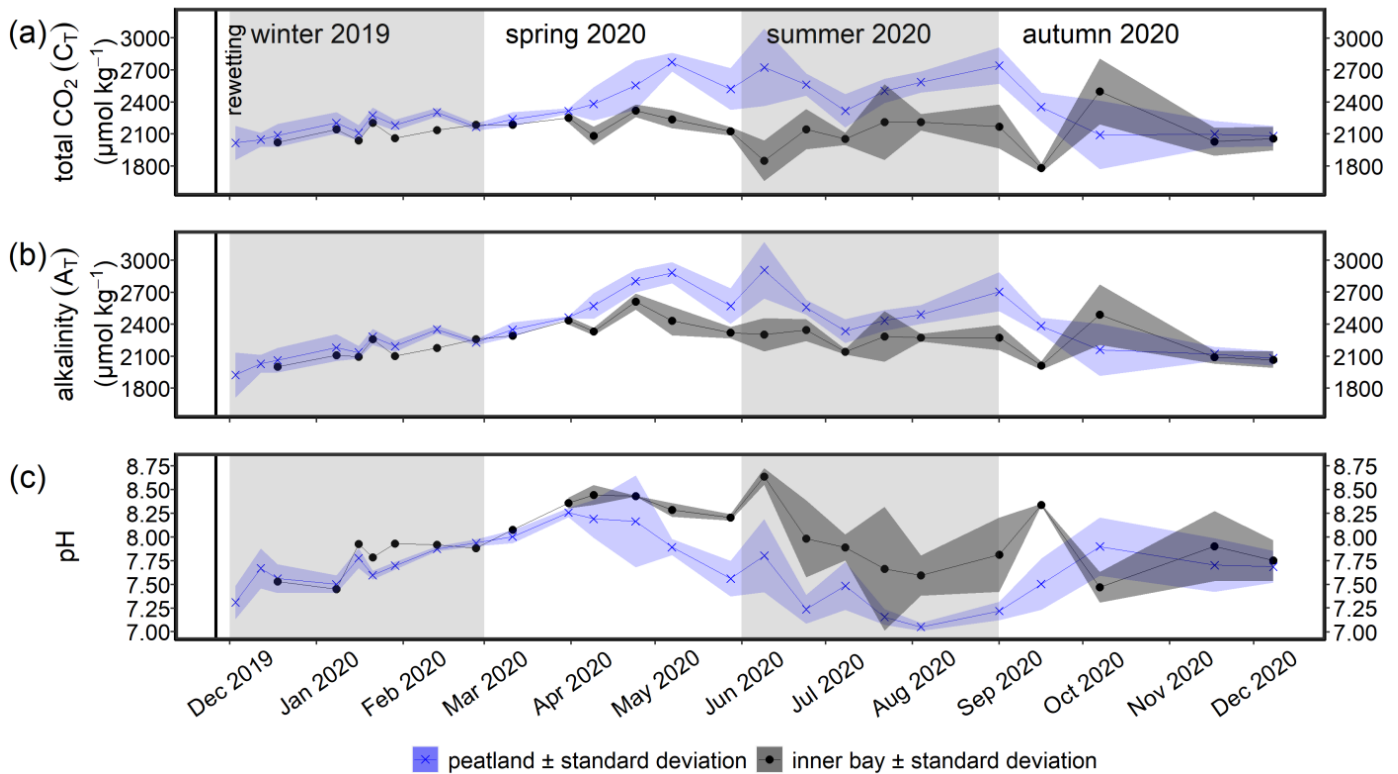 (a)
total CO₂ (C_T)
(µmol kg⁻¹)
3000
2700
2400
2100
1800
rewetting
winter 2019
spring 2020
summer 2020
autumn 2020
3000
2700
2400
2100
1800
(b)
alkalinity (A_T)
(µmol kg⁻¹)
3000
2700
2400
2100
1800
3000
2700
2400
2100
1800
(c)
pH
8.75
8.50
8.25
8.00
7.75
7.50
7.25
7.00
8.75
8.50
8.25
8.00
7.75
7.50
7.25
7.00
Dec 2019
Jan 2020
Feb 2020
Mar 2020
Apr 2020
May 2020
Jun 2020
Jul 2020
Aug 2020
Sep 2020
Oct 2020
Nov 2020
Dec 2020
peatland ± standard deviation
inner bay ± standard deviation